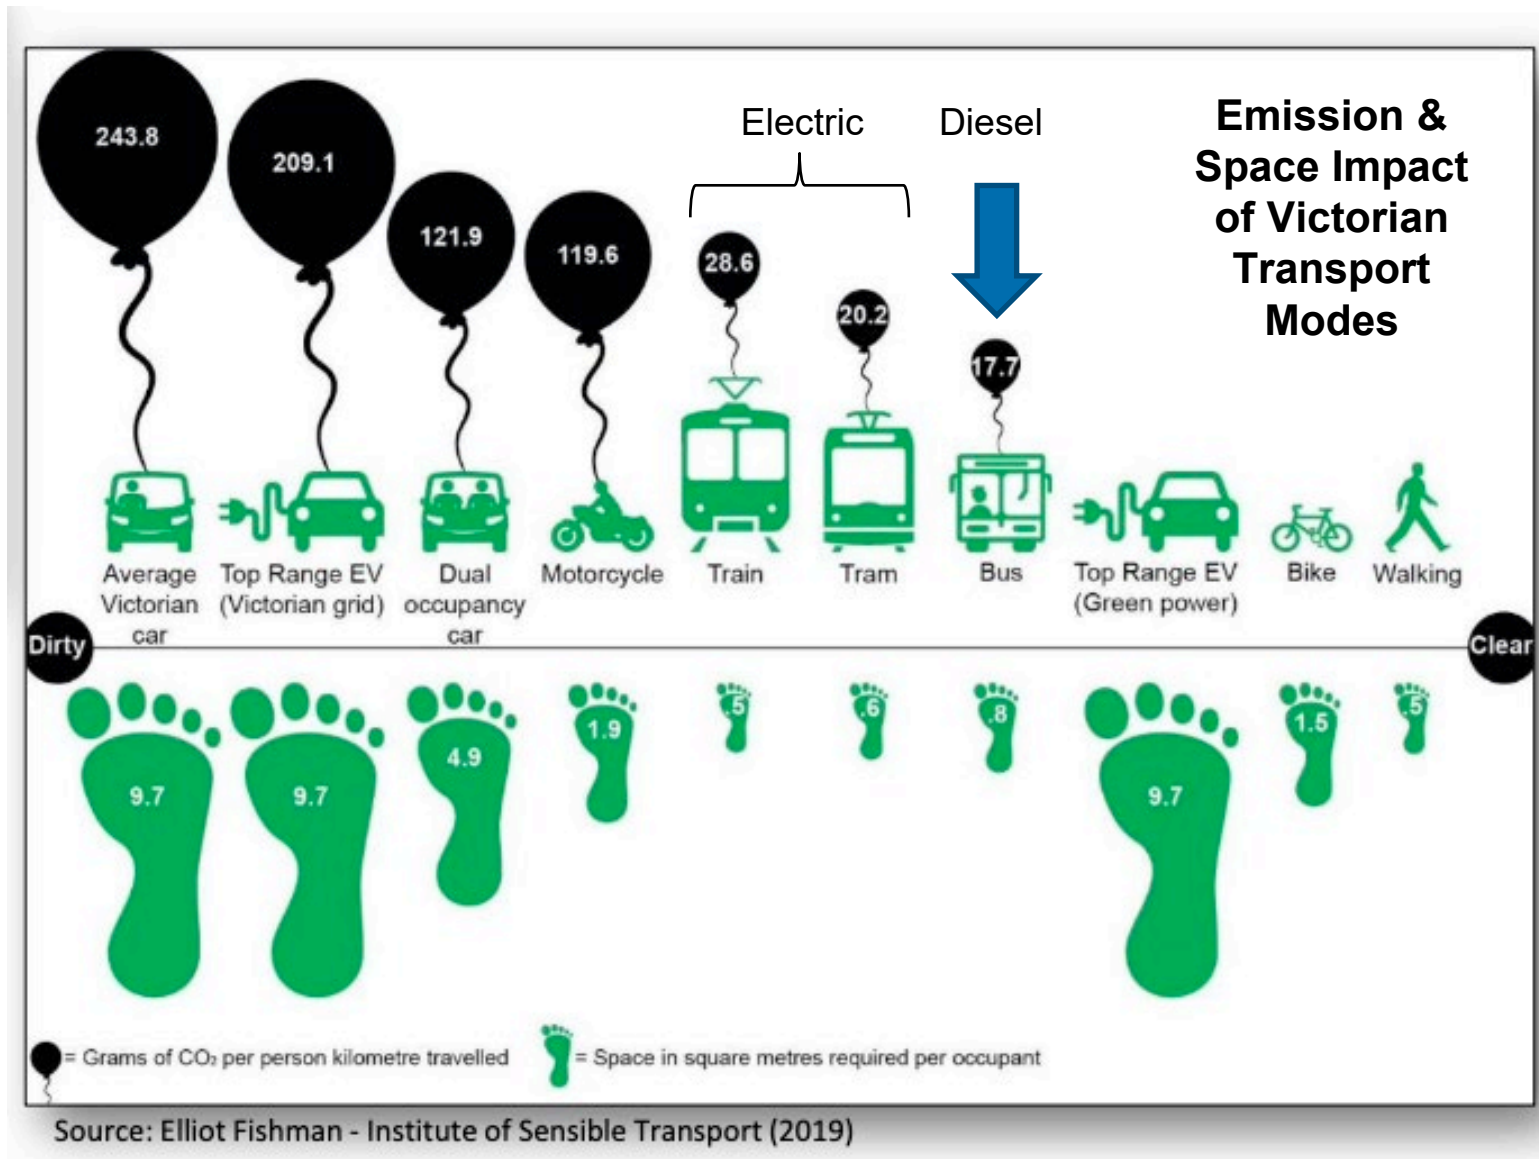 Emission &
Space Impact
of Victorian
Transport
Modes
Electric
Diesel
243.8
209.1
121.9
119.6
28.6
20.2
17.7
Average
Victorian
car
Top Range EV
(Victorian grid)
Dual
occupancy
car
Motorcycle
Train
Tram
Bus
Top Range EV
(Green power)
Bike
Walking
Dirty
Clear
9.7
9.7
4.9
1.9
.5
.6
.8
9.7
1.5
.5
= Grams of CO₂ per person kilometre travelled
= Space in square metres required per occupant
Source: Elliot Fishman - Institute of Sensible Transport (2019)